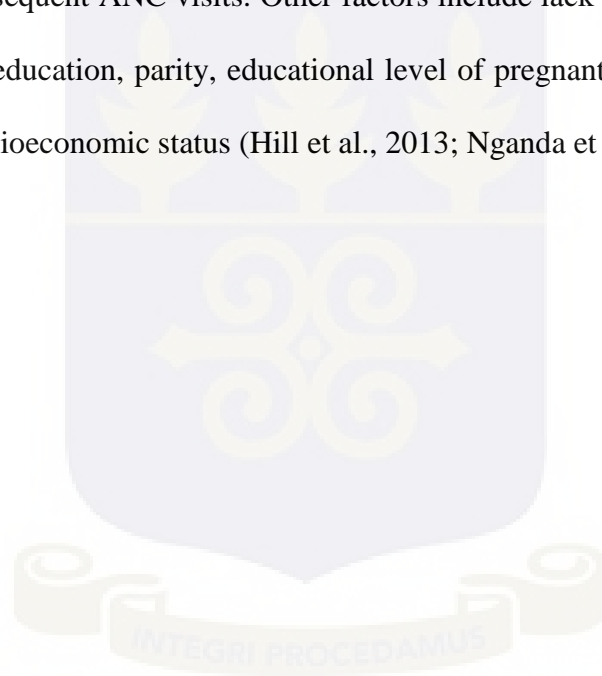 sequent ANC visits. Other factors include lack
education, parity, educational level of pregnant
ioeconomic status (Hill et al., 2013; Nganda et
INTEGRI PROCEDAMUS